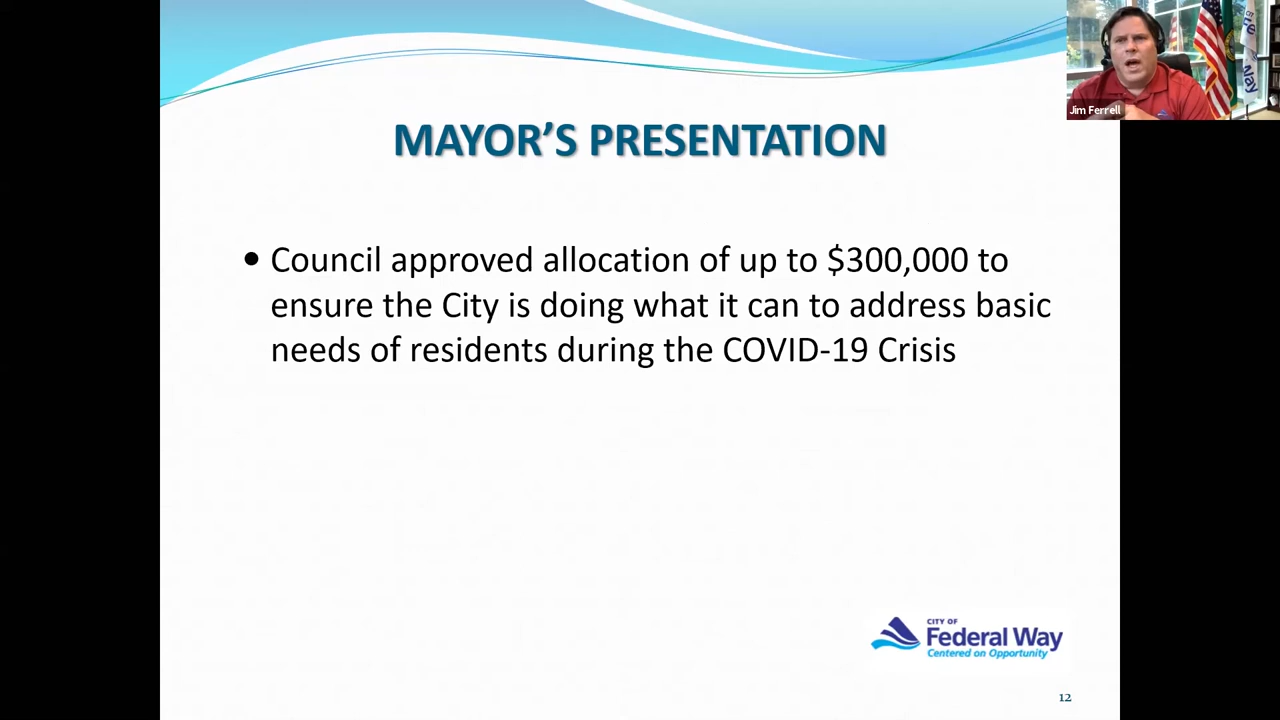 Jim Ferrell
MAYOR'S PRESENTATION
• Council approved allocation of up to $300,000 to
ensure the City is doing what it can to address basic
needs of residents during the COVID-19 Crisis
CITY OF
Federal Way
Centered on Opportunity
12